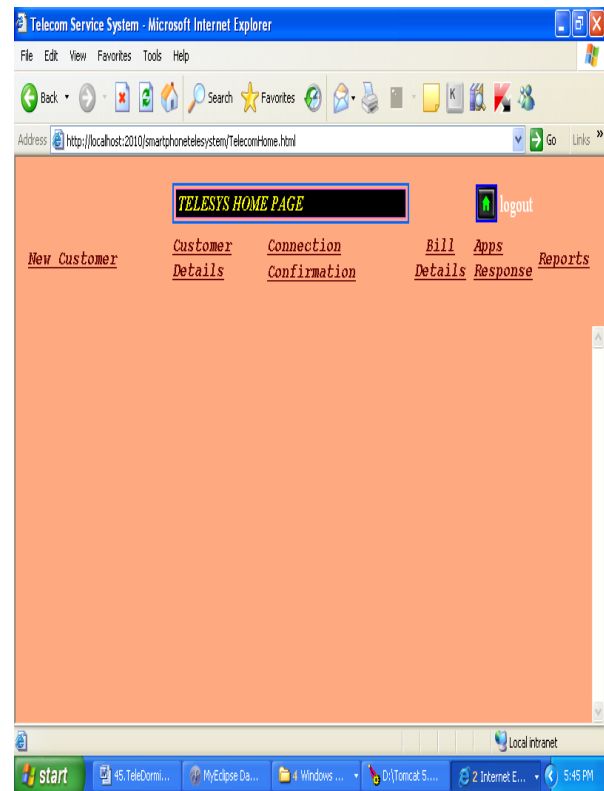 Telecom Service System - Microsoft Internet Explorer
File Edit View Favorites Tools Help
Back Search Favorites K
Address http://localhost:2010/smartphonetelesystem/TelecomHome.html Go Links »
TELESYS HOME PAGE logout
New Customer
Customer Details
Connection Confirmation
Bill Details
Apps Response
Reports
Local intranet
start 45.TeleDormi... MyEclipse Da... 4 Windows ... D:\Tomcat 5.... 2 Internet E... 5:45 PM